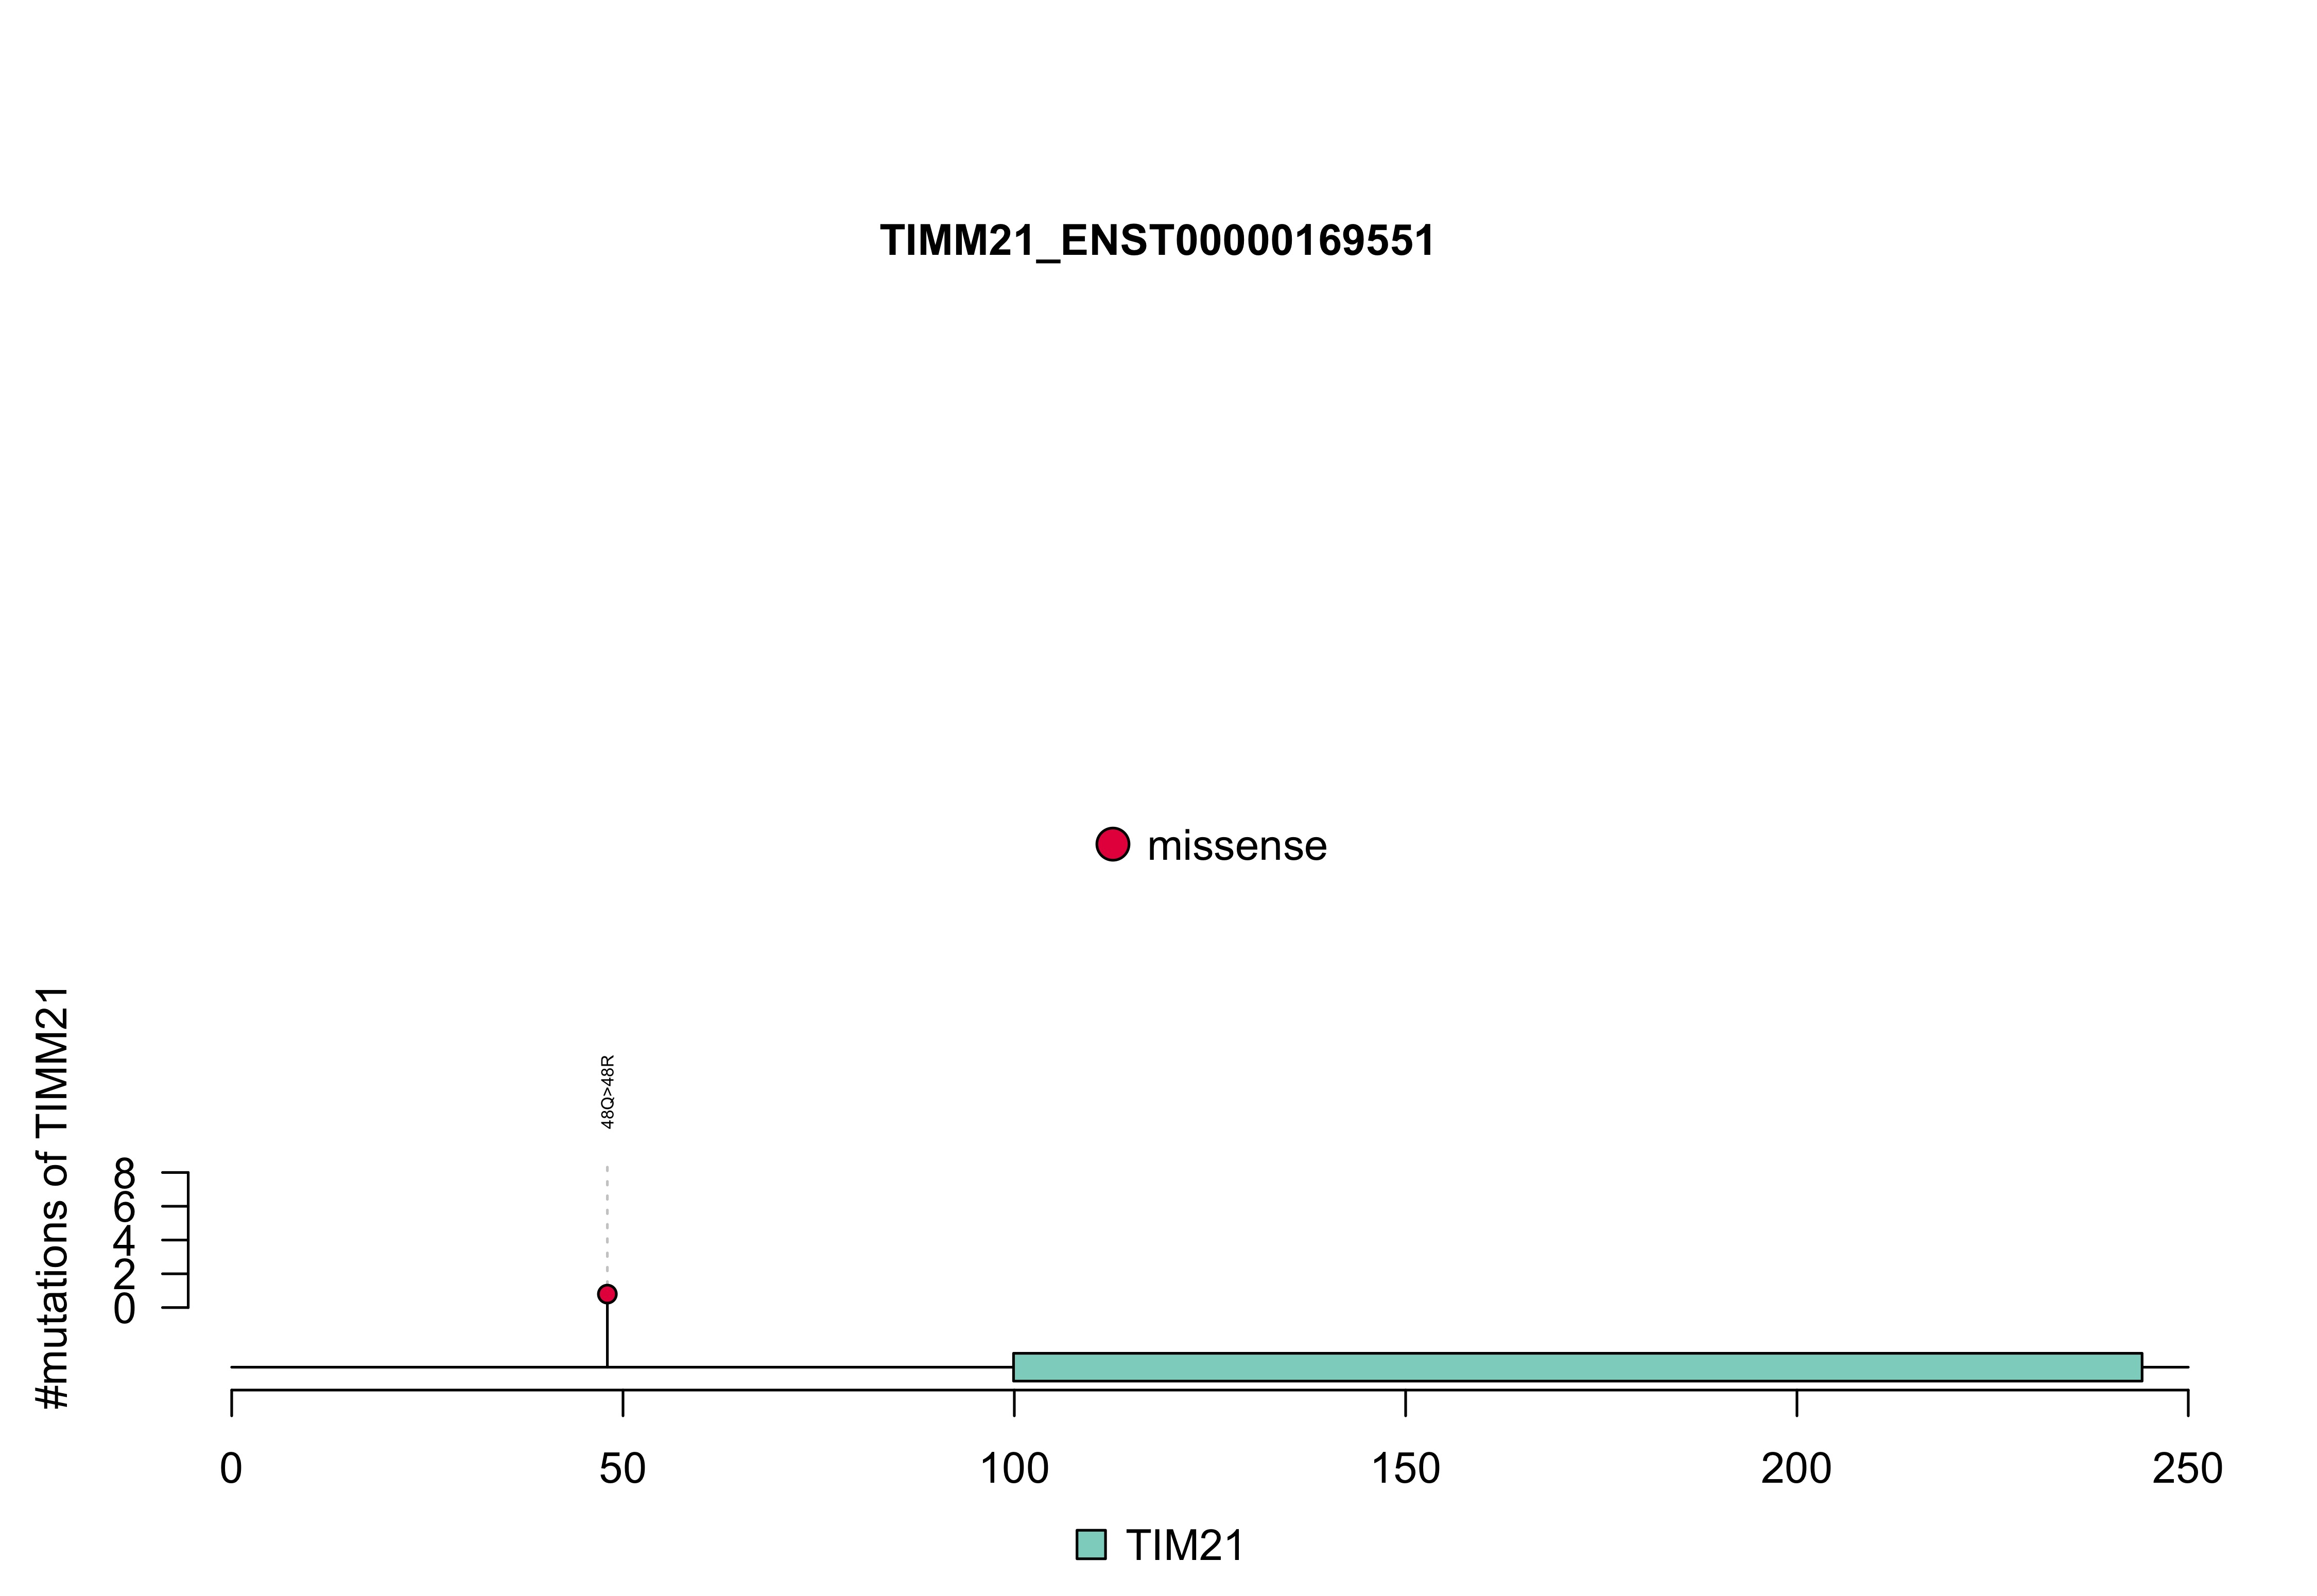 TIMM21_ENST00000169551
missense
#mutations of TIMM21
48Q>48R
8
6
4
2
0
0 50 100 150 200 250
TIM21